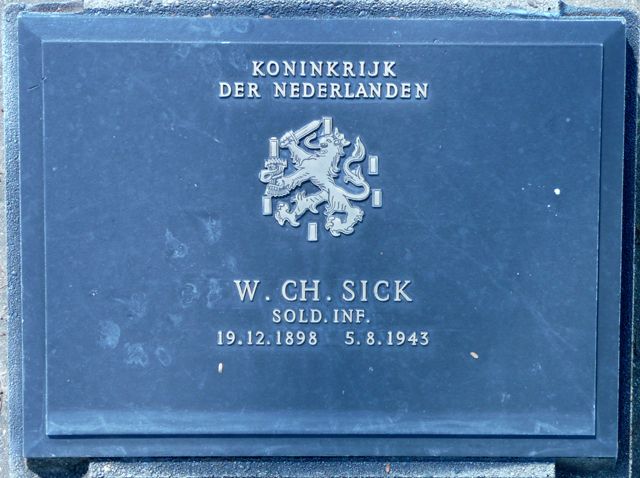 KONINKRIJK
DER NEDERLANDEN
W. CH. SICK
SOLD. INF.
19.12.1898 5.8.1943